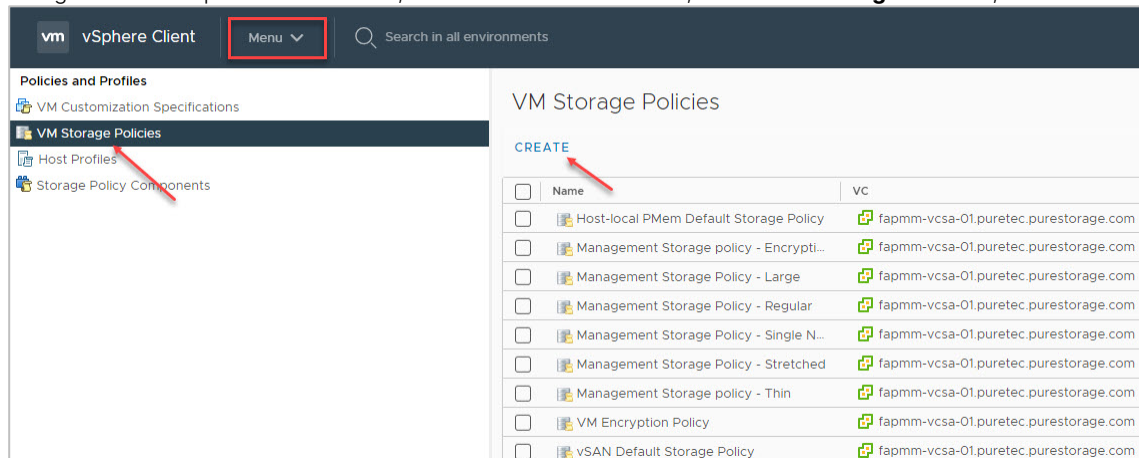 vm vSphere Client Menu Search in all environments
Policies and Profiles
VM Customization Specifications
VM Storage Policies
Host Profiles
Storage Policy Components
VM Storage Policies
CREATE
Name VC
Host-local PMem Default Storage Policy fapmm-vcsa-01.puretec.purestorage.com
Management Storage policy - Encrypti... fapmm-vcsa-01.puretec.purestorage.com
Management Storage Policy - Large fapmm-vcsa-01.puretec.purestorage.com
Management Storage Policy - Regular fapmm-vcsa-01.puretec.purestorage.com
Management Storage Policy - Single N... fapmm-vcsa-01.puretec.purestorage.com
Management Storage Policy - Stretched fapmm-vcsa-01.puretec.purestorage.com
Management Storage policy - Thin fapmm-vcsa-01.puretec.purestorage.com
VM Encryption Policy fapmm-vcsa-01.puretec.purestorage.com
vSAN Default Storage Policy fapmm-vcsa-01.puretec.purestorage.com